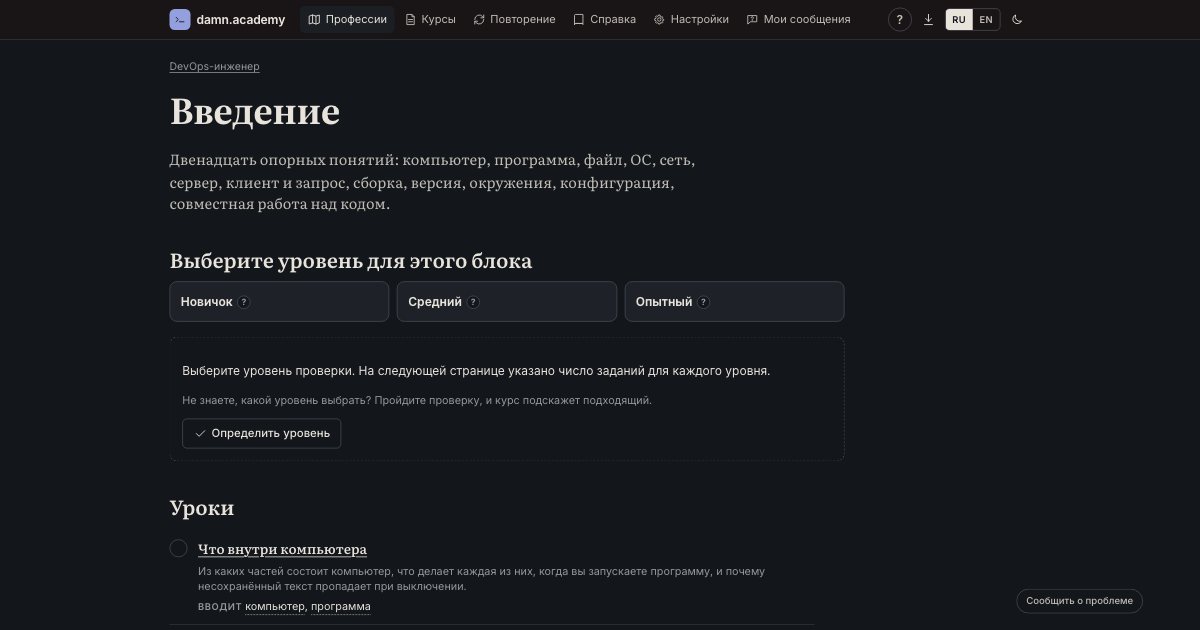 damn.academy Профессии Курсы Повторение Справка Настройки Мои сообщения ? RU EN
DevOps-инженер
Введение
Двенадцать опорных понятий: компьютер, программа, файл, ОС, сеть,
сервер, клиент и запрос, сборка, версия, окружения, конфигурация,
совместная работа над кодом.
Выберите уровень для этого блока
Новичок ? Средний ? Опытный ?
Выберите уровень проверки. На следующей странице указано число заданий для каждого уровня.
Не знаете, какой уровень выбрать? Пройдите проверку, и курс подскажет подходящий.
Определить уровень
Уроки
Что внутри компьютера
Из каких частей состоит компьютер, что делает каждая из них, когда вы запускаете программу, и почему
несохранённый текст пропадает при выключении.
вводит компьютер, программа
Сообщить о проблеме